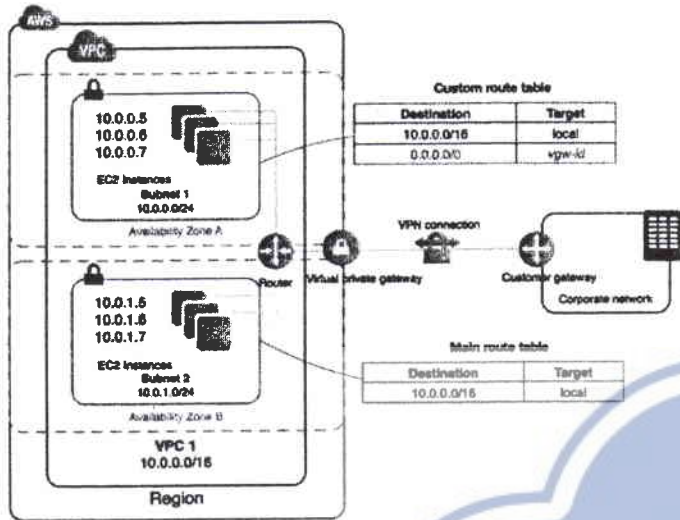 AWS
VPC
10.0.0.5
10.0.0.6
10.0.0.7
EC2 Instances
Subnet 1
10.0.0.0/24
Availability Zone A
Custom route table
Destination Target
10.0.0.0/16 local
0.0.0.0/0 vgw-id
Router
Virtual private gateway
VPN connection
Customer gateway
Corporate network
10.0.1.5
10.0.1.6
10.0.1.7
EC2 Instances
Subnet 2
10.0.1.0/24
Availability Zone B
Main route table
Destination Target
10.0.0.0/16 local
VPC 1
10.0.0.0/16
Region